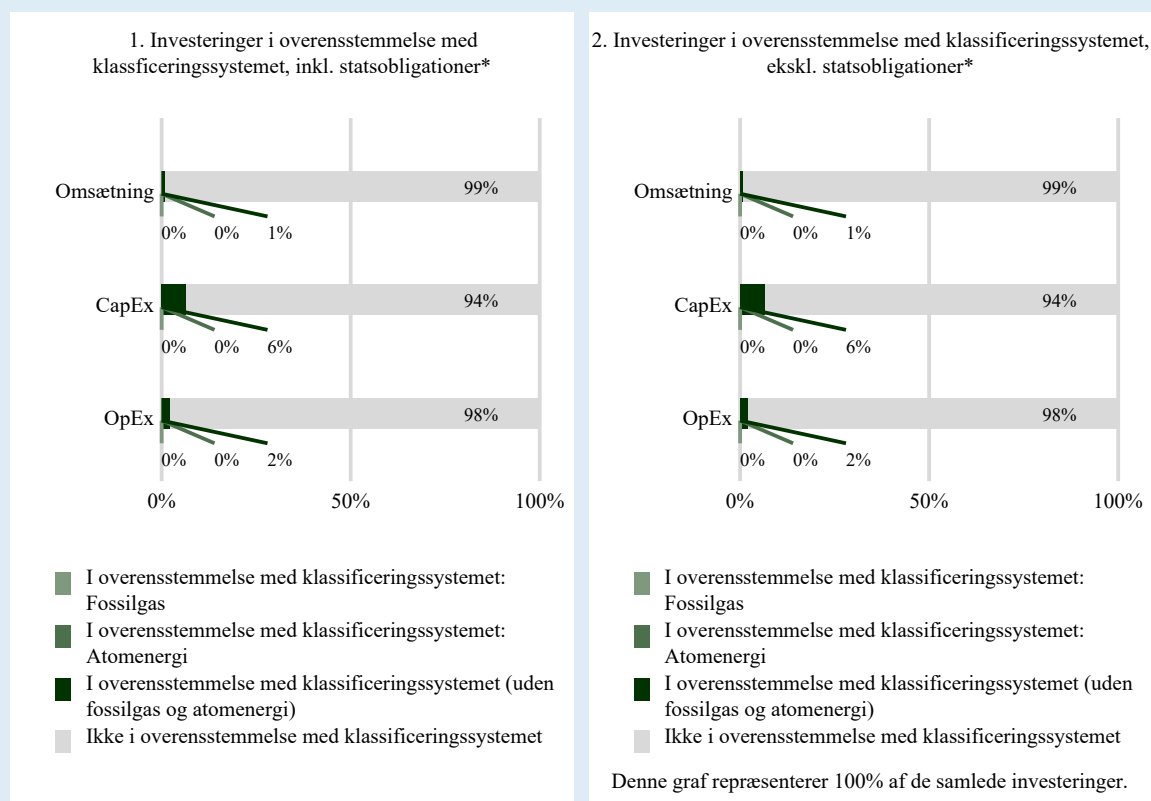 1. Investeringer i overensstemmelse med
klassficeringssystemet, inkl. statsobligationer*
Omsætning
99%
0% 0% 1%
CapEx
94%
0% 0% 6%
OpEx
98%
0% 0% 2%
0% 50% 100%
I overensstemmelse med klassificeringssystemet:
Fossilgas
I overensstemmelse med klassificeringssystemet:
Atomenergi
I overensstemmelse med klassificeringssystemet (uden
fossilgas og atomenergi)
Ikke i overensstemmelse med klassificeringssystemet
2. Investeringer i overensstemmelse med klassificeringssystemet,
ekskl. statsobligationer*
Omsætning
99%
0% 0% 1%
CapEx
94%
0% 0% 6%
OpEx
98%
0% 0% 2%
0% 50% 100%
I overensstemmelse med klassificeringssystemet:
Fossilgas
I overensstemmelse med klassificeringssystemet:
Atomenergi
I overensstemmelse med klassificeringssystemet (uden
fossilgas og atomenergi)
Ikke i overensstemmelse med klassificeringssystemet
Denne graf repræsenterer 100% af de samlede investeringer.